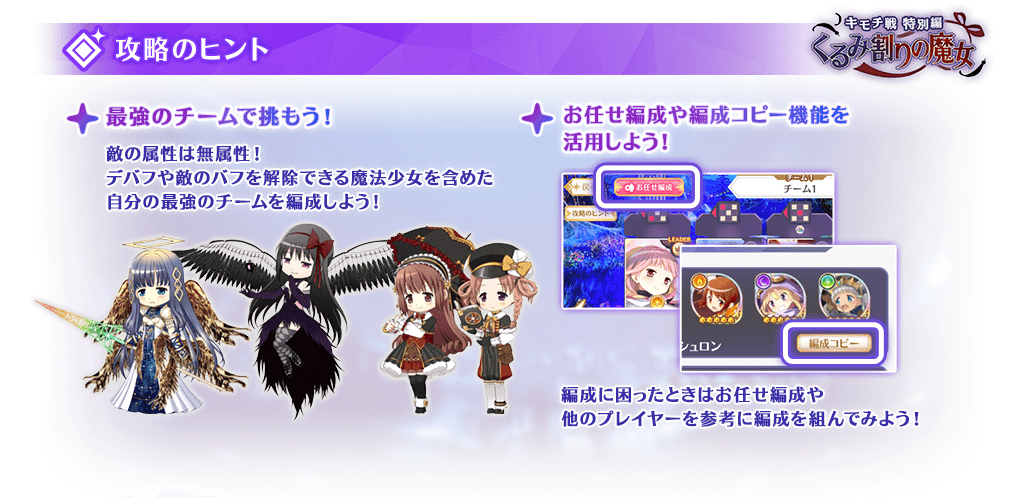 攻略のヒント
キモチ戦 特別編
くるみ割りの魔女
最強のチームで挑もう!
敵の属性は無属性!
デバフや敵のバフを解除できる魔法少女を含めた
自分の最強のチームを編成しよう!
お任せ編成や編成コピー機能を
活用しよう!
戻
お任せ編成
チーム1
攻略のヒント
LEADER
シュロン
編成コピー
編成に困ったときはお任せ編成や
他のプレイヤーを参考に編成を組んでみよう!